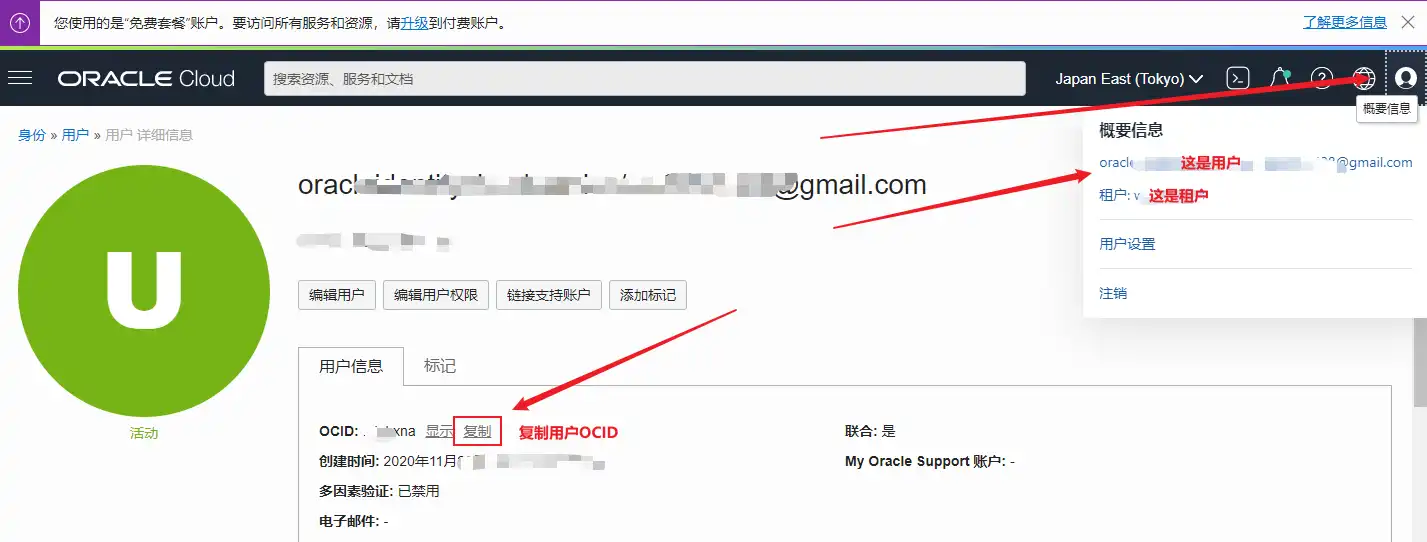 您使用的是“免费套餐”账户。要访问所有服务和资源，请升级到付费账户。 了解更多信息
ORACLE Cloud 搜索资源、服务和文档 Japan East (Tokyo)
概要信息
身份 » 用户 » 用户 详细信息
概要信息
oracle 这是用户 @gmail.com
租户: 这是租户
用户设置
注销
@gmail.com
U
活动
编辑用户 编辑用户权限 链接支持账户 添加标记
用户信息 标记
OCID: xna 显示 复制 复制用户OCID 联合: 是
创建时间: 2020年11月 My Oracle Support 账户: -
多因素验证: 已禁用
电子邮件: -